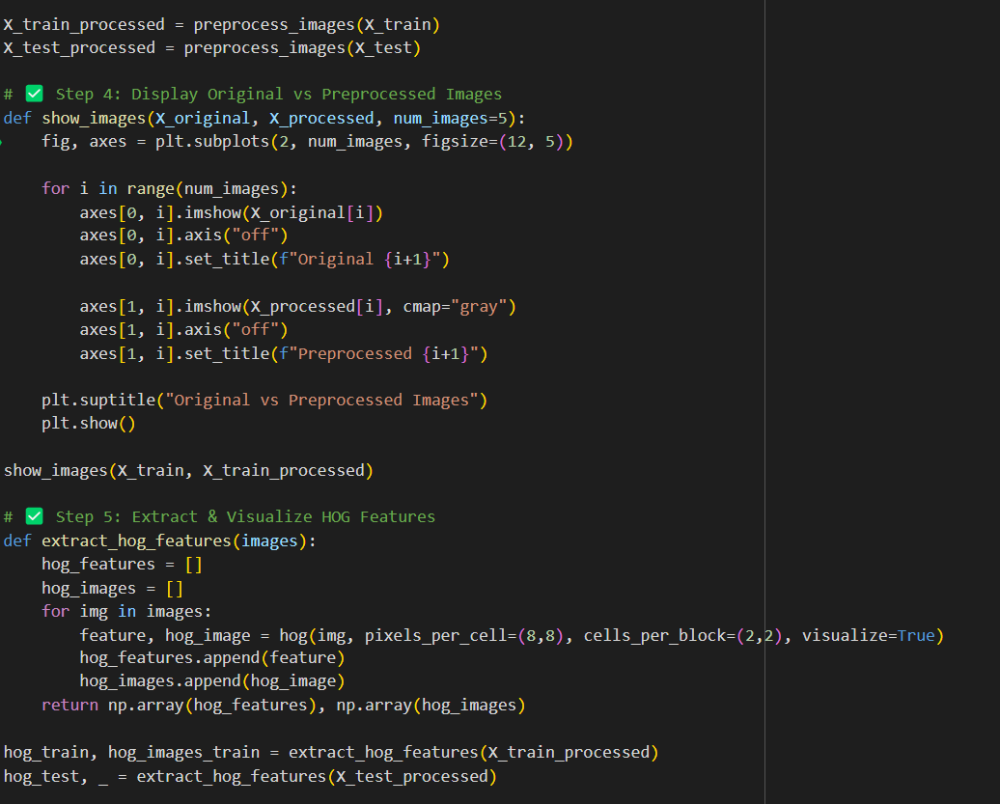 X_train_processed = preprocess_images(X_train)
X_test_processed = preprocess_images(X_test)
# ✅ Step 4: Display Original vs Preprocessed Images
def show_images(X_original, X_processed, num_images=5):
    fig, axes = plt.subplots(2, num_images, figsize=(12, 5))
    for i in range(num_images):
        axes[0, i].imshow(X_original[i])
        axes[0, i].axis("off")
        axes[0, i].set_title(f"Original {i+1}")
        axes[1, i].imshow(X_processed[i], cmap="gray")
        axes[1, i].axis("off")
        axes[1, i].set_title(f"Preprocessed {i+1}")
    plt.suptitle("Original vs Preprocessed Images")
    plt.show()
show_images(X_train, X_train_processed)
# ✅ Step 5: Extract & Visualize HOG Features
def extract_hog_features(images):
    hog_features = []
    hog_images = []
    for img in images:
        feature, hog_image = hog(img, pixels_per_cell=(8,8), cells_per_block=(2,2), visualize=True)
        hog_features.append(feature)
        hog_images.append(hog_image)
    return np.array(hog_features), np.array(hog_images)
hog_train, hog_images_train = extract_hog_features(X_train_processed)
hog_test, _ = extract_hog_features(X_test_processed)